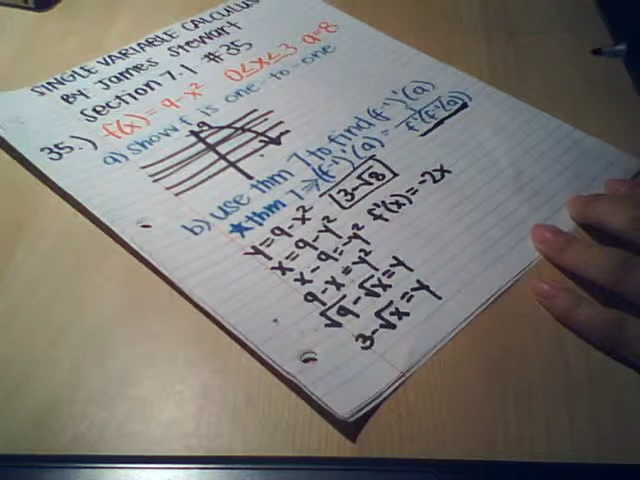 SINGLE VARIABLE CALCULUS
BY: James Stewart
Section 7.1 #35
35.) f(x) = 9-x² 0≤x≤3 a=8
a) Show f is one-to-one
b) use thm 7 to find (f⁻¹)'(a)
*thm 7 ⇒ (f⁻¹)'(a) = 1/f'(f⁻¹(a))
y = 9-x² 3-√8
x = 9-y² f'(x) = -2x
x-9 = -y²
9-x = y²
√9-√x = y
3-√x = y